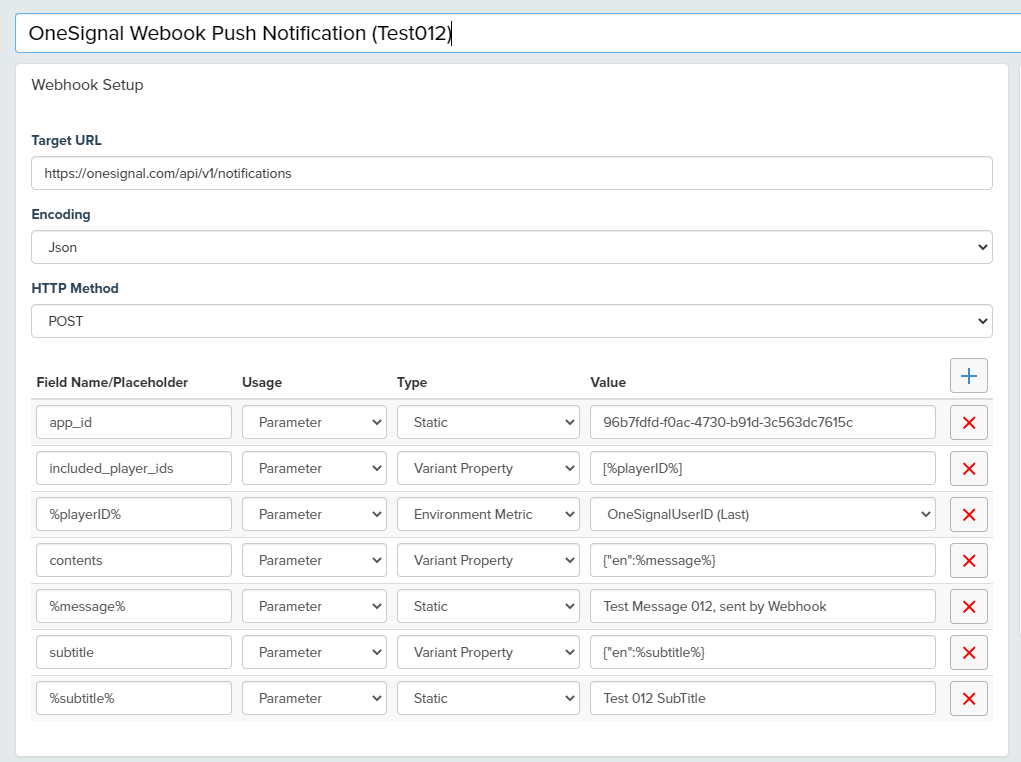 OneSignal Webook Push Notification (Test012)
Webhook Setup
Target URL
https://onesignal.com/api/v1/notifications
Encoding
Json
HTTP Method
POST
Field Name/Placeholder Usage Type Value
app_id Parameter Static 96b7fdfd-f0ac-4730-b91d-3c563dc7615c
included_player_ids Parameter Variant Property [%playerID%]
%playerID% Parameter Environment Metric OneSignalUserID (Last)
contents Parameter Variant Property {"en":%message%}
%message% Parameter Static Test Message 012, sent by Webhook
subtitle Parameter Variant Property {"en":%subtitle%}
%subtitle% Parameter Static Test 012 SubTitle